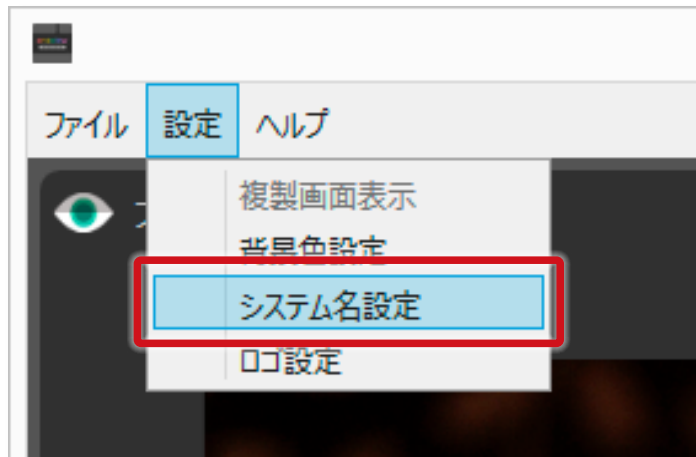 ファイル 設定 ヘルプ
複製画面表示
背景色設定
システム名設定
ロゴ設定